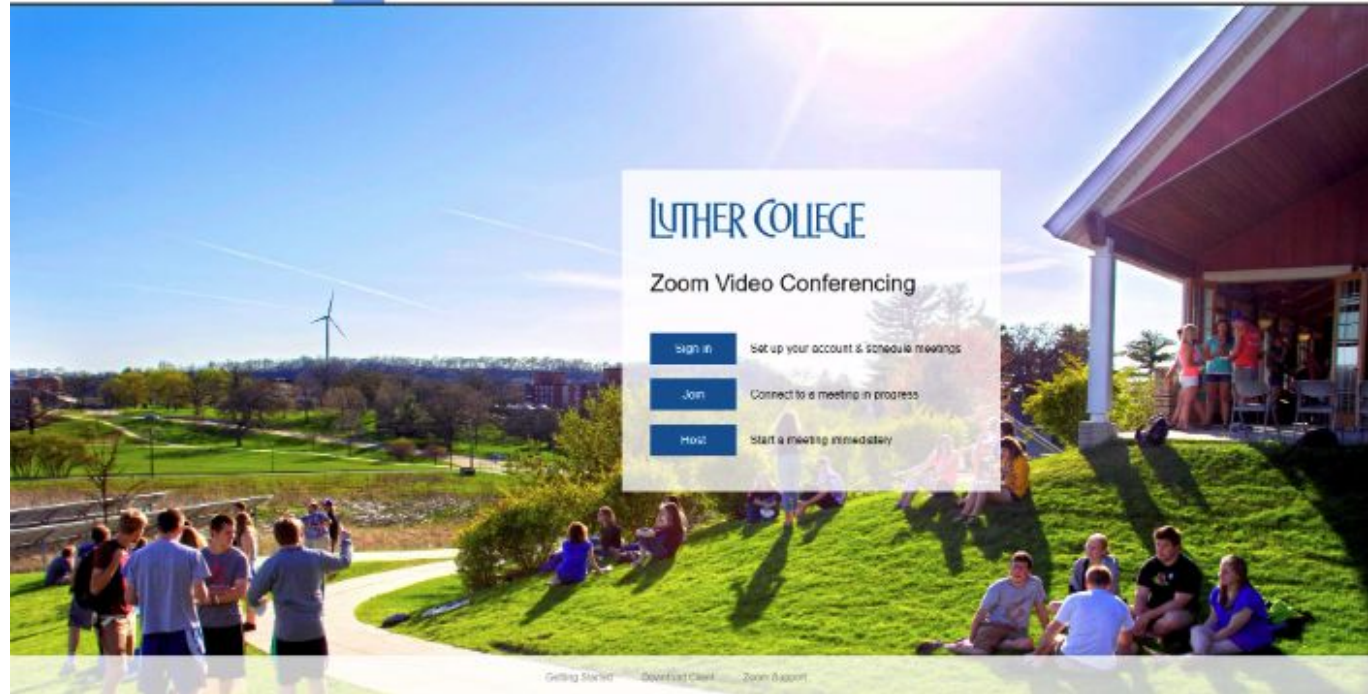 LUTHER COLLEGE
Zoom Video Conferencing
Sign in Set up your account & schedule meetings
Join Connect to a meeting in progress
Host Start a meeting immediately
Getting Started Download Client Zoom Support